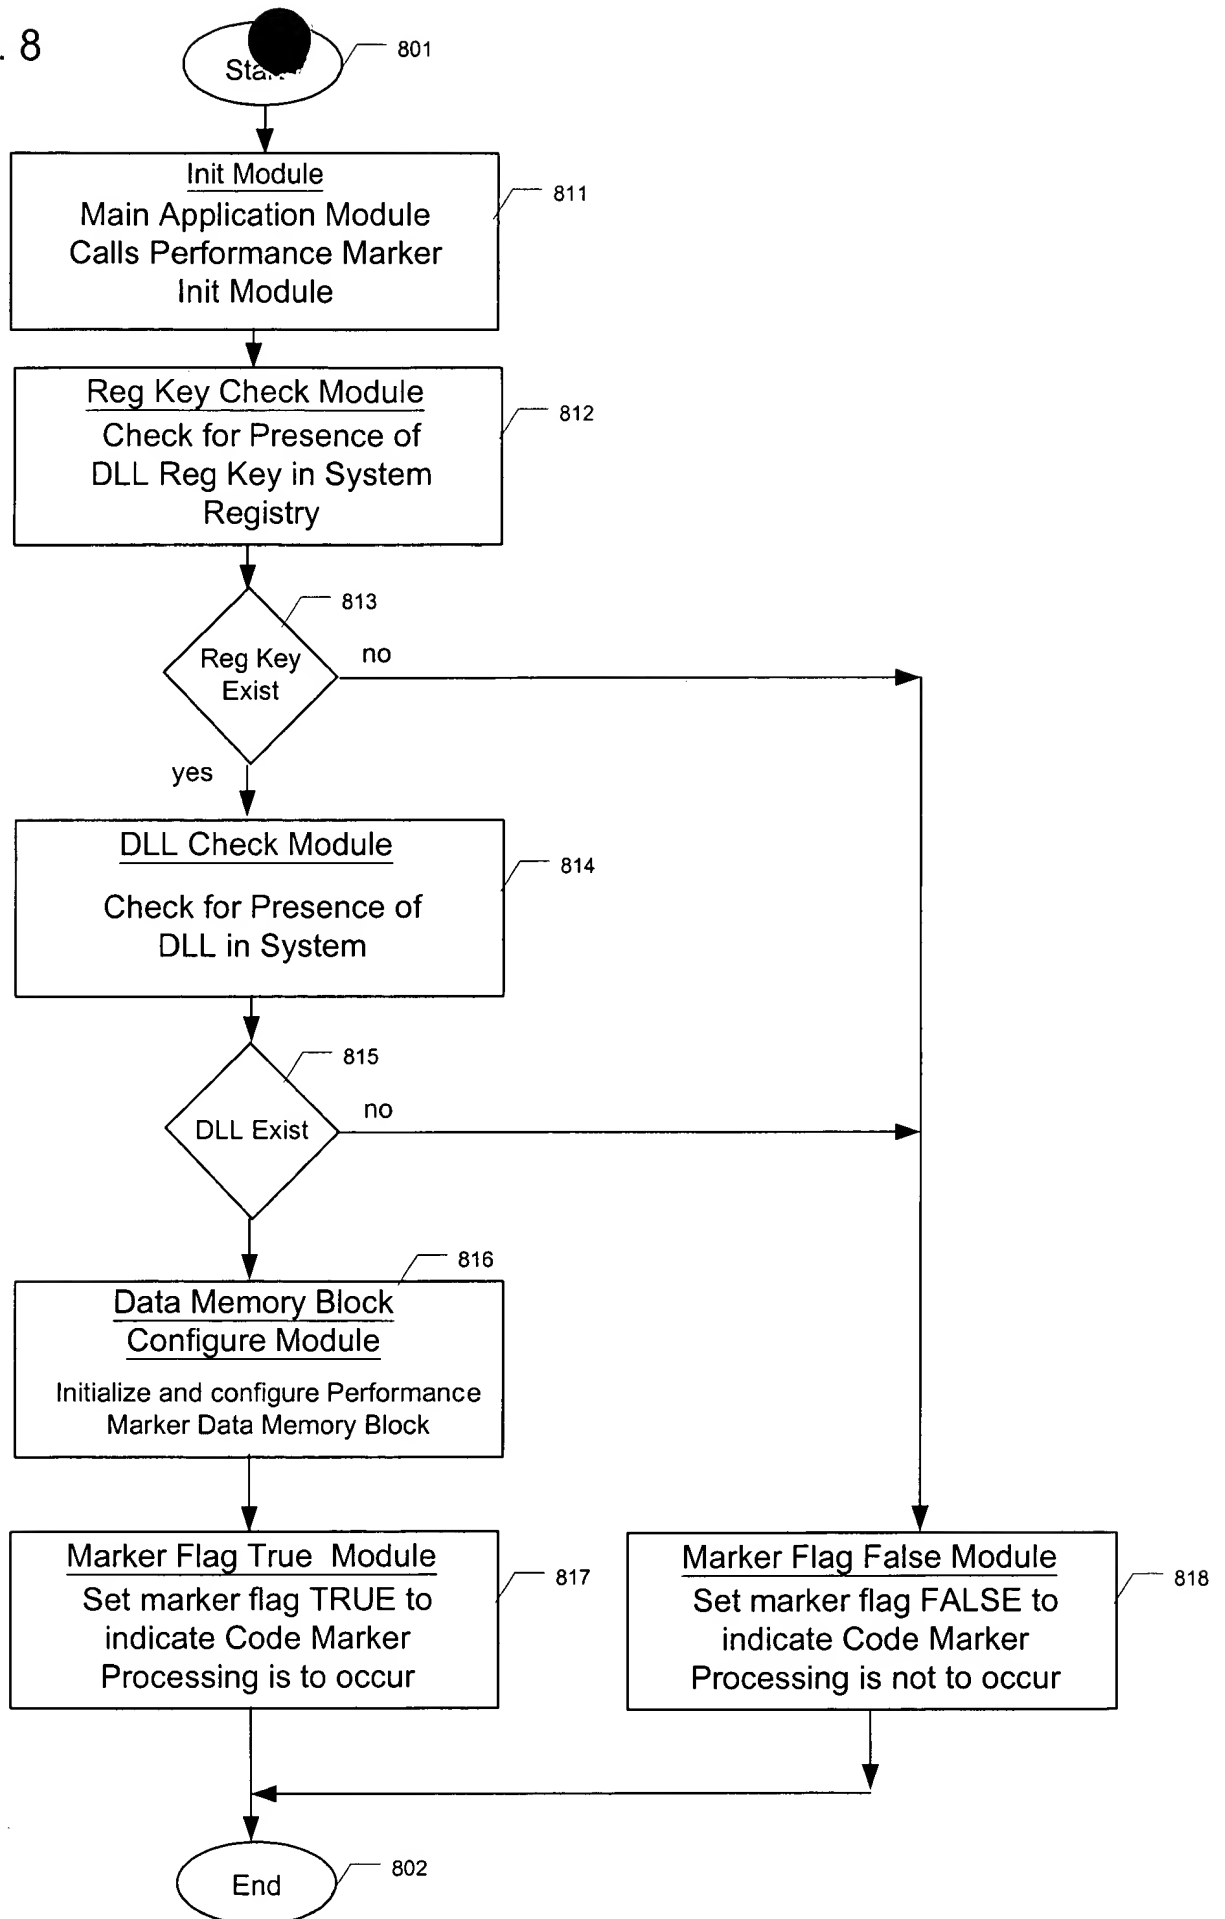 . 8
801
Init Module
Main Application Module
Calls Performance Marker
Init Module
811
Reg Key Check Module
Check for Presence of
DLL Reg Key in System
Registry
812
813
Reg Key
Exist
no
yes
DLL Check Module
Check for Presence of
DLL in System
814
815
DLL Exist
no
816
Data Memory Block
Configure Module
Initialize and configure Performance
Marker Data Memory Block
Marker Flag True Module
Set marker flag TRUE to
indicate Code Marker
Processing is to occur
817
Marker Flag False Module
Set marker flag FALSE to
indicate Code Marker
Processing is not to occur
818
End
802